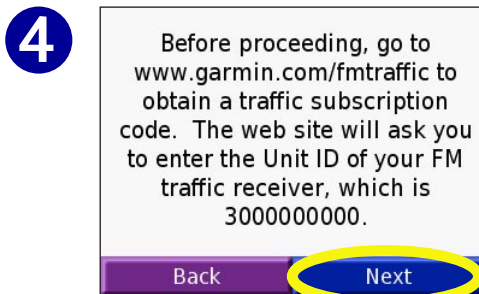 4
Before proceeding, go to
www.garmin.com/fmtraffic to
obtain a traffic subscription
code. The web site will ask you
to enter the Unit ID of your FM
traffic receiver, which is
3000000000.
Back Next